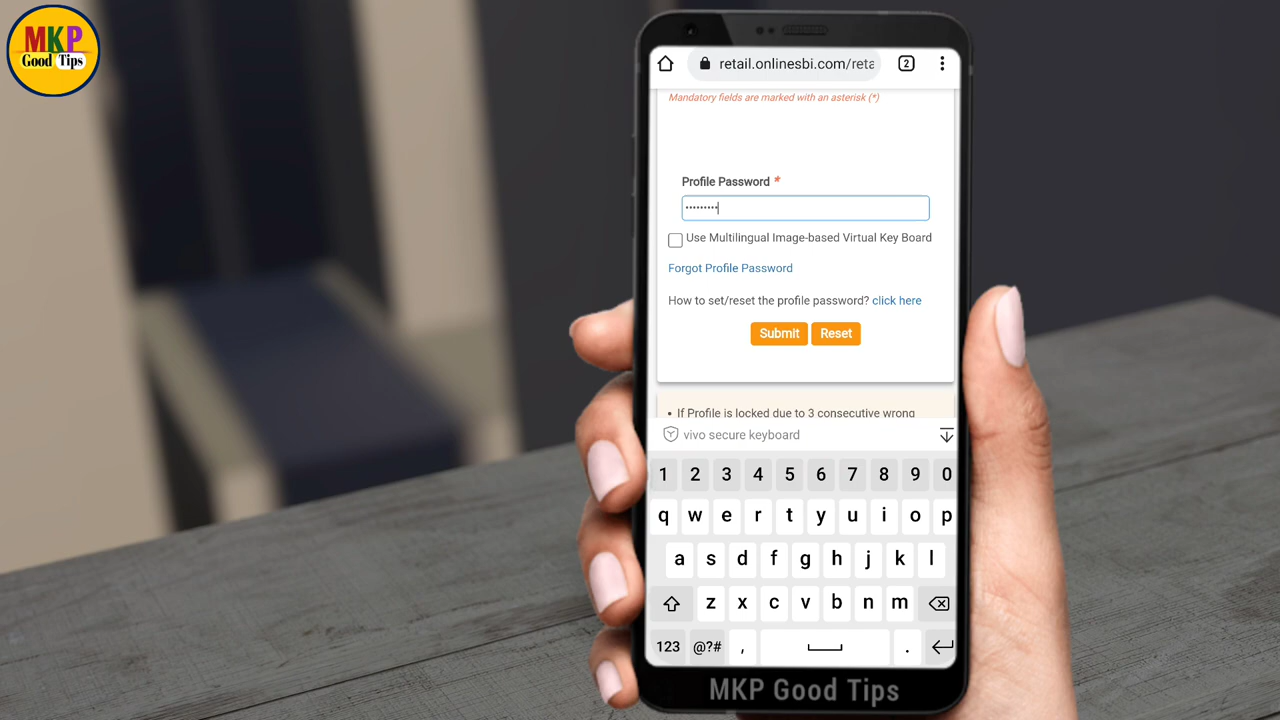 MKP
Good Tips
retail.onlinesbi.com/reta
2
Mandatory fields are marked with an asterisk (*)
Profile Password *
Use Multilingual Image-based Virtual Key Board
Forgot Profile Password
How to set/reset the profile password? click here
Submit Reset
• If Profile is locked due to 3 consecutive wrong
vivo secure keyboard
1 2 3 4 5 6 7 8 9 0
q w e r t y u i o p
a s d f g h j k l
z x c v b n m
123 @?# , .
MKP Good Tips